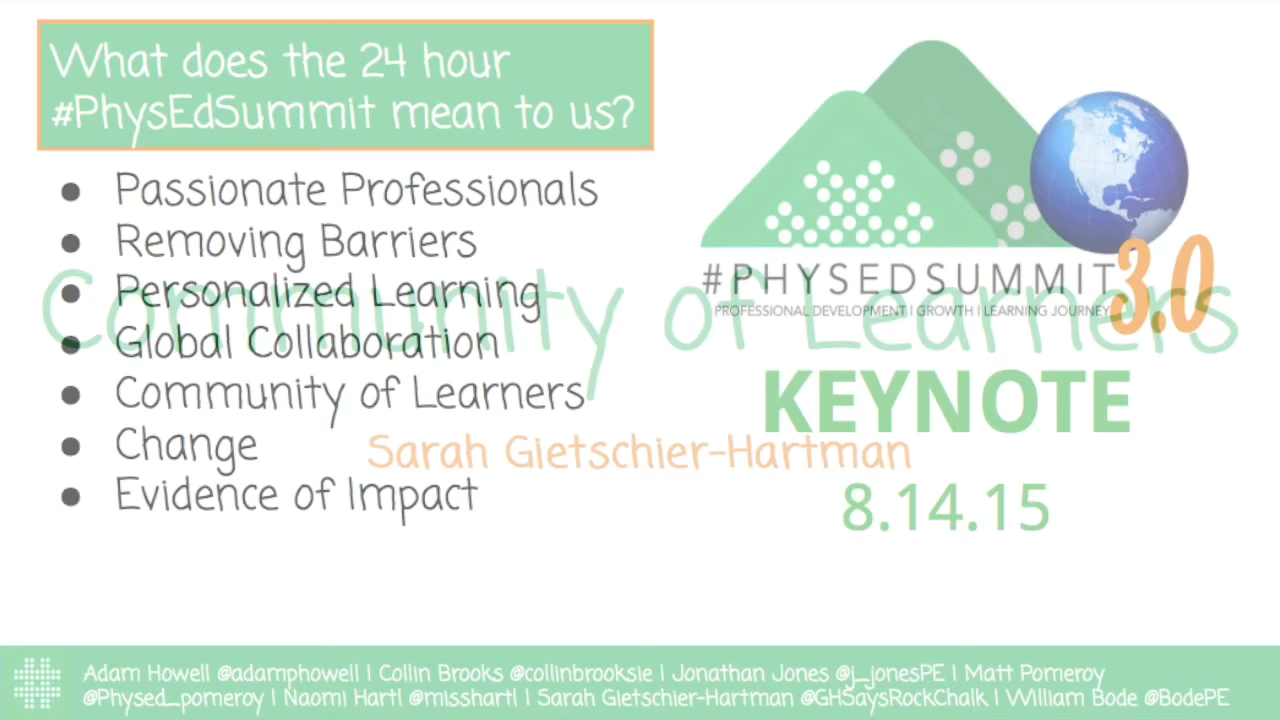 What does the 24 hour
#PhysEdSummit mean to us?
● Passionate Professionals
● Removing Barriers
● Personalized Learning
● Global Collaboration
● Community of Learners
● Change
● Evidence of Impact
Community of Learners
Sarah Gietschier-Hartman
#PHYSEDSUMMIT 3.0
PROFESSIONAL DEVELOPMENT | GROWTH | LEARNING JOURNEY
KEYNOTE
8.14.15
Adam Howell @adamphowell | Collin Brooks @collinbrooksie | Jonathan Jones @j_jonesPE | Matt Pomeroy
@Physed_pomeroy | Naomi Hartl @misshartl | Sarah Gietschier-Hartman @GHSaysRockChalk | William Bode @BodePE